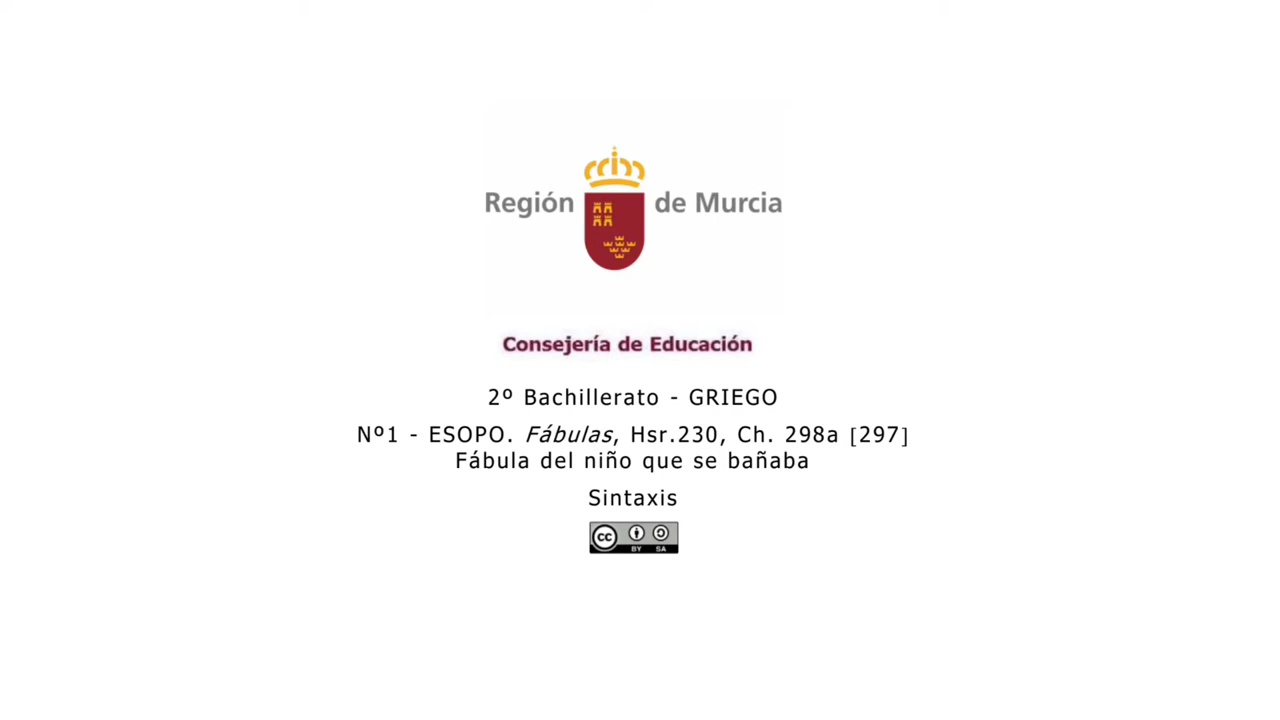 Región de Murcia
Consejería de Educación
2º Bachillerato - GRIEGO
Nº1 - ESOPO. Fábulas, Hsr.230, Ch. 298a [297]
Fábula del niño que se bañaba
Sintaxis
cc BY SA